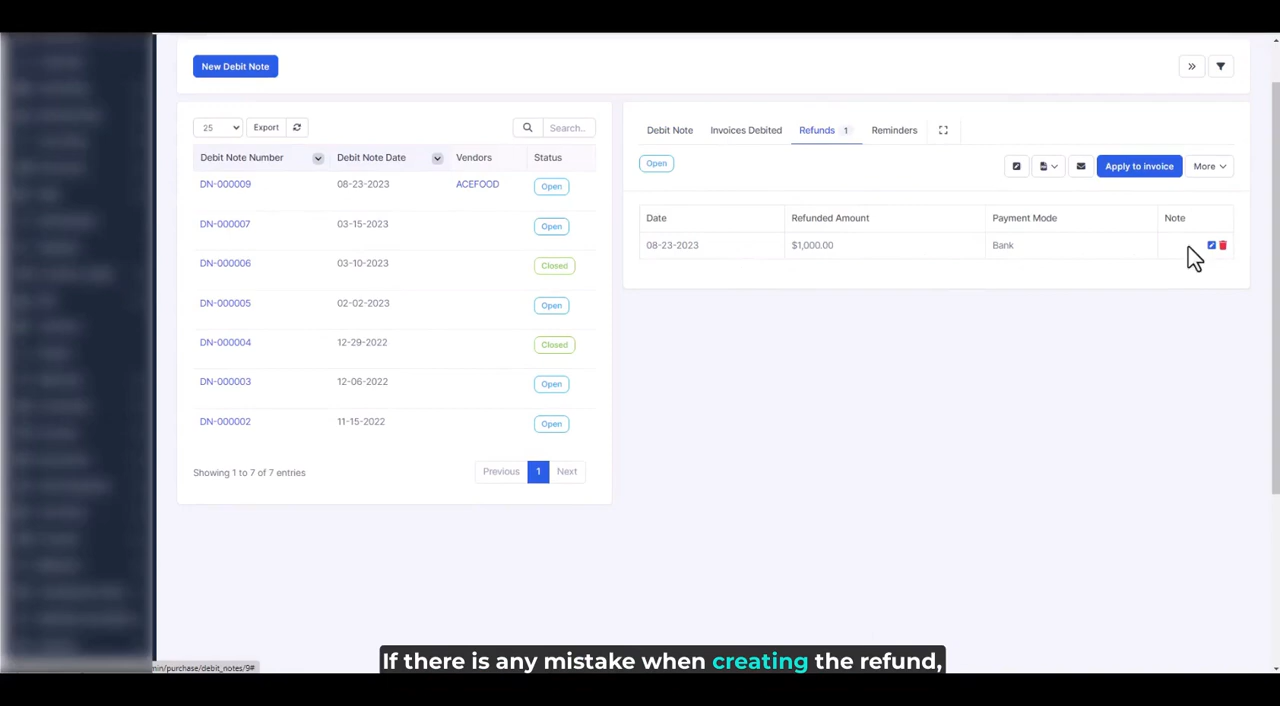 New Debit Note
25 Export Search...
Debit Note Number Debit Note Date Vendors Status
DN-000009 08-23-2023 ACEFOOD Open
DN-000007 03-15-2023 Open
DN-000006 03-10-2023 Closed
DN-000005 02-02-2023 Open
DN-000004 12-29-2022 Closed
DN-000003 12-06-2022 Open
DN-000002 11-15-2022 Open
Showing 1 to 7 of 7 entries Previous 1 Next
Debit Note Invoices Debited Refunds 1 Reminders
Open Apply to invoice More
Date Refunded Amount Payment Mode Note
08-23-2023 $1,000.00 Bank
If there is any mistake when creating the refund,
min/purchase/debit_notes/9#